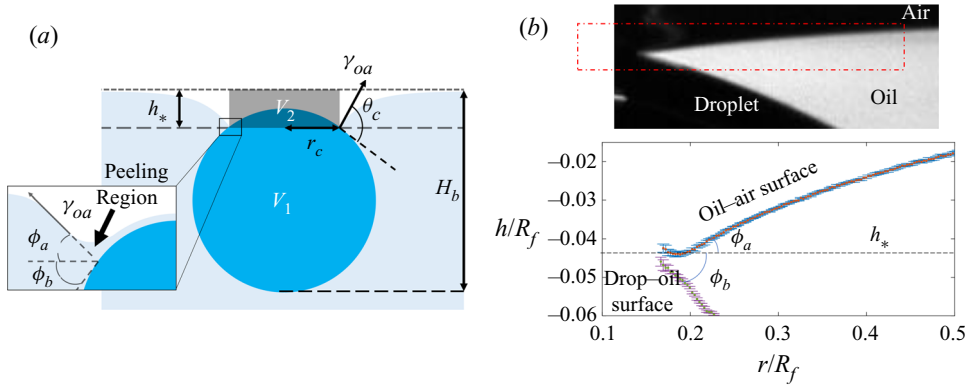 (a)
h*
V2
γoa
θc
rc
Hb
V1
Peeling
Region
γoa
ϕa
ϕb
(b)
Air
Droplet
Oil
–0.02
–0.03
–0.04
–0.05
–0.06
h/Rf
Oil–air surface
ϕa
h*
ϕb
Drop–oil
surface
0.1
0.2
0.3
0.4
0.5
r/Rf